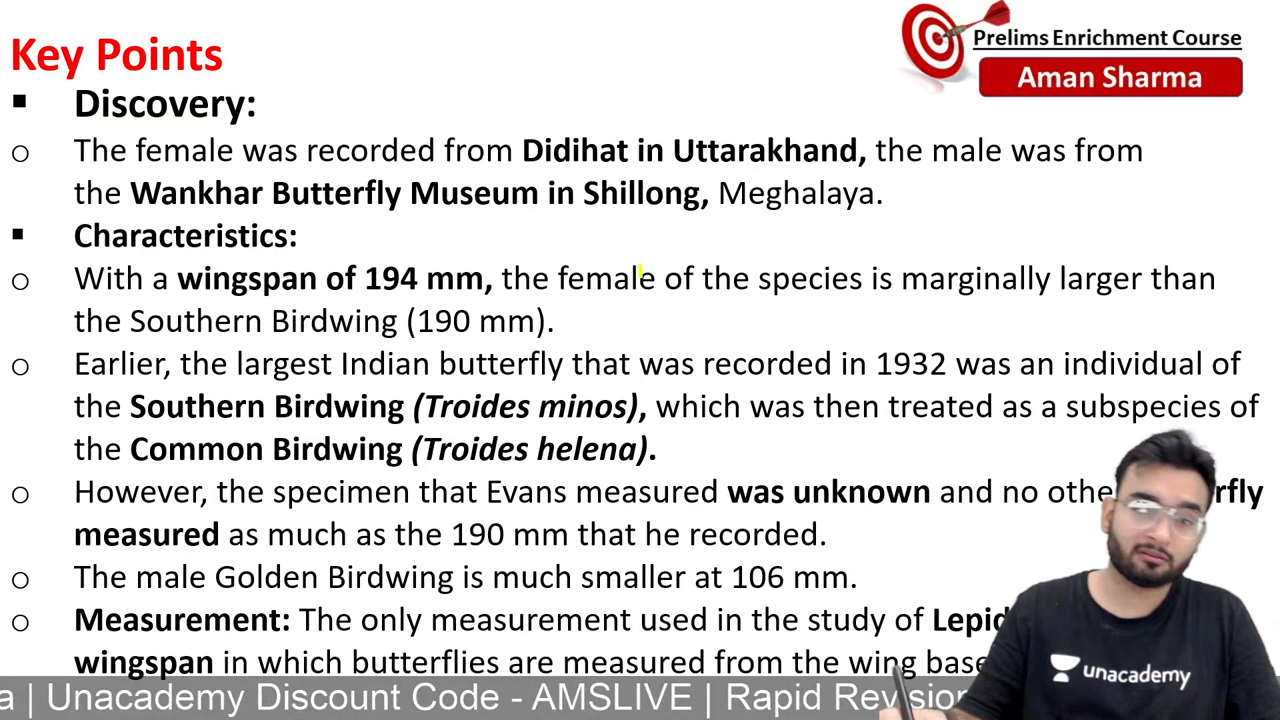 Prelims Enrichment Course
Aman Sharma
Key Points
▪ Discovery:
o The female was recorded from Didihat in Uttarakhand, the male was from
the Wankhar Butterfly Museum in Shillong, Meghalaya.
▪ Characteristics:
o With a wingspan of 194 mm, the female of the species is marginally larger than
the Southern Birdwing (190 mm).
o Earlier, the largest Indian butterfly that was recorded in 1932 was an individual of
the Southern Birdwing (Troides minos), which was then treated as a subspecies of
the Common Birdwing (Troides helena).
o However, the specimen that Evans measured was unknown and no
measured as much as the 190 mm that he recorded.
o The male Golden Birdwing is much smaller at 106 mm.
o Measurement: The only measurement used in the study of
wingspan in which butterflies are measured from the wing
unacademy
a | Unacademy Discount Code - AMSLIVE | Rapid